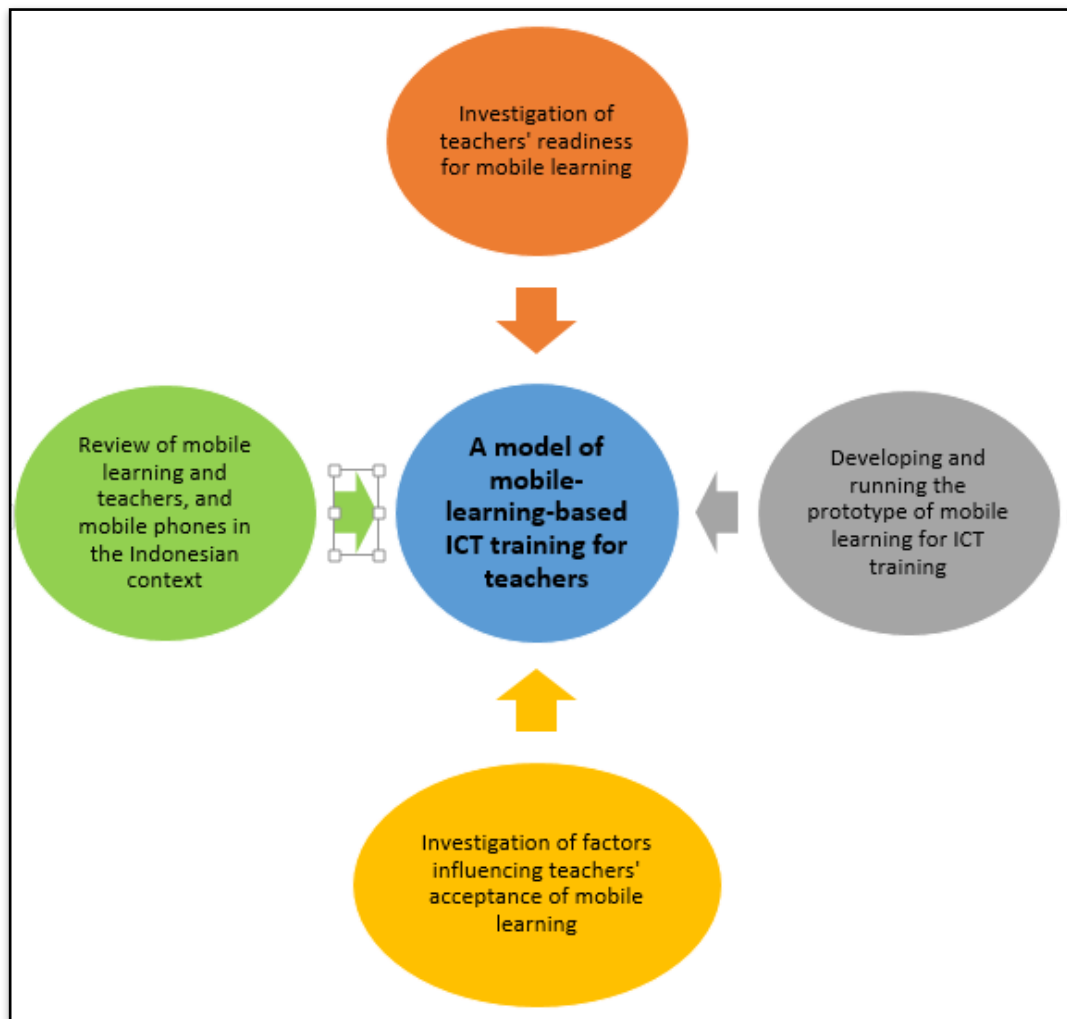 Investigation of
teachers' readiness
for mobile learning
Review of mobile
learning and
teachers, and
mobile phones in
the Indonesian
context
A model of
mobile-
learning-based
ICT training for
teachers
Developing and
running the
prototype of mobile
learning for ICT
training
Investigation of factors
influencing teachers'
acceptance of mobile
learning